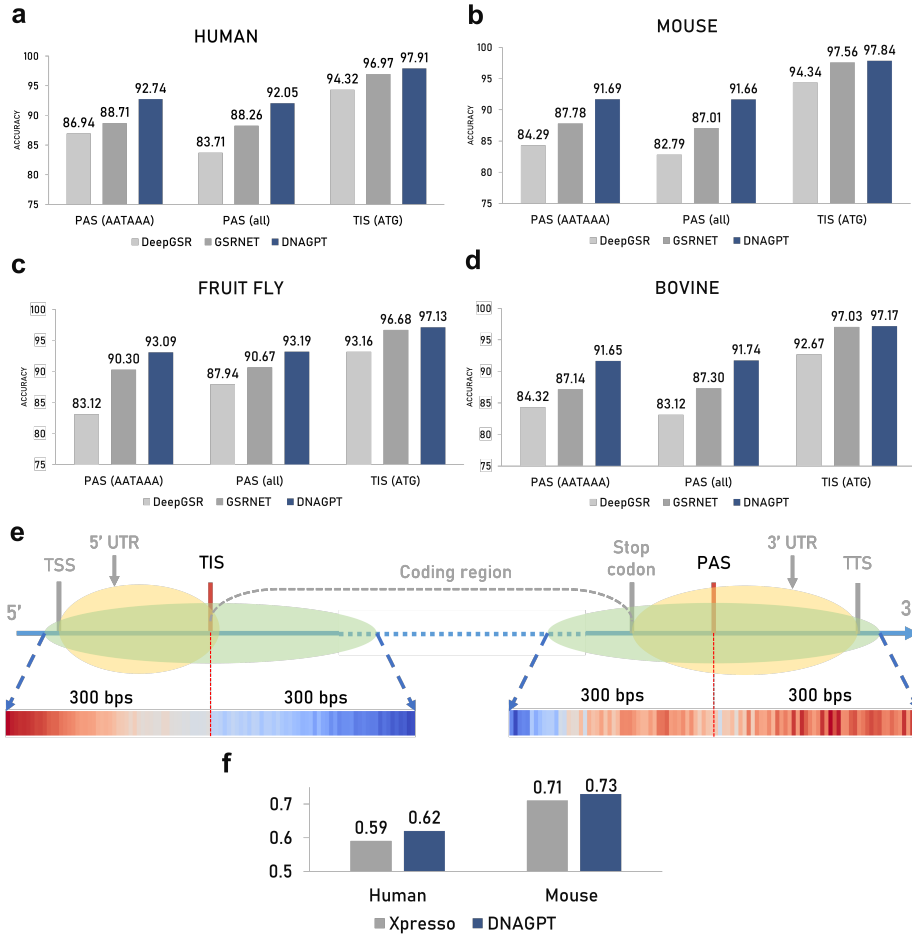 a
HUMAN
100
95
90
85
80
75
ACCURACY
86.94 88.71 92.74
83.71 88.26 92.05
94.32 96.97 97.91
PAS (AATAAA) PAS (all) TIS (ATG)
DeepGSR GSRNET DNAGPT
b
MOUSE
100
95
90
85
80
75
ACCURACY
84.29 87.78 91.69
82.79 87.01 91.66
94.34 97.56 97.84
PAS (AATAAA) PAS (all) TIS (ATG)
DeepGSR GSRNET DNAGPT
c
FRUIT FLY
100
95
90
85
80
75
ACCURACY
83.12 90.30 93.09
87.94 90.67 93.19
93.16 96.68 97.13
PAS (AATAAA) PAS (all) TIS (ATG)
DeepGSR GSRNET DNAGPT
d
BOVINE
100
95
90
85
80
75
ACCURACY
84.32 87.14 91.65
83.12 87.30 91.74
92.67 97.03 97.17
PAS (AATAAA) PAS (all) TIS (ATG)
DeepGSR GSRNET DNAGPT
e
5′ TSS 5′ UTR TIS
Coding region
Stop
codon
PAS 3′ UTR TTS 3
300 bps 300 bps 300 bps 300 bps
f
0.7
0.6
0.5
0.59 0.62 0.71 0.73
Human Mouse
Xpresso DNAGPT